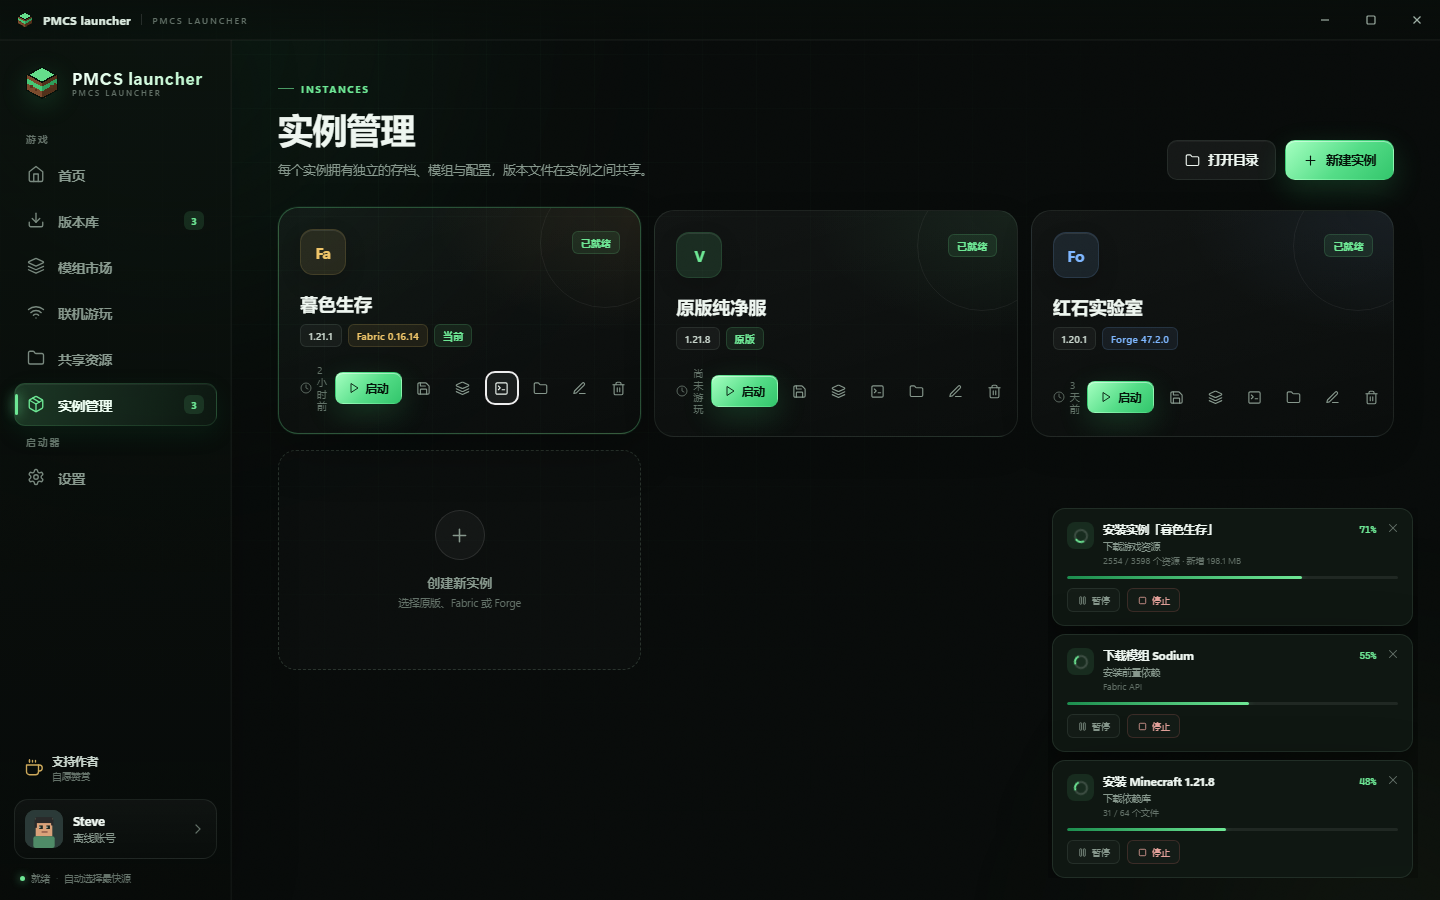 PMCS launcher
PMCS LAUNCHER
PMCS launcher
PMCS LAUNCHER
游戏
首页
版本库
3
模组市场
联机游玩
共享资源
实例管理
3
启动器
设置
支持作者
自愿赞赏
Steve
离线账号
就绪 · 自动选择最快源
INSTANCES
实例管理
每个实例拥有独立的存档、模组与配置，版本文件在实例之间共享。
打开目录
新建实例
Fa
已就绪
暮色生存
1.21.1
Fabric 0.16.14
当前
2小时前
启动
V
已就绪
原版纯净服
1.21.8
原版
尚未游玩
启动
Fo
已就绪
红石实验室
1.20.1
Forge 47.2.0
3天前
启动
创建新实例
选择原版、Fabric 或 Forge
安装实例「暮色生存」
71%
下载游戏资源
2554 / 3598 个资源 · 新增 198.1 MB
暂停
停止
下载模组 Sodium
55%
安装前置依赖
Fabric API
暂停
停止
安装 Minecraft 1.21.8
48%
下载依赖库
31 / 64 个文件
暂停
停止